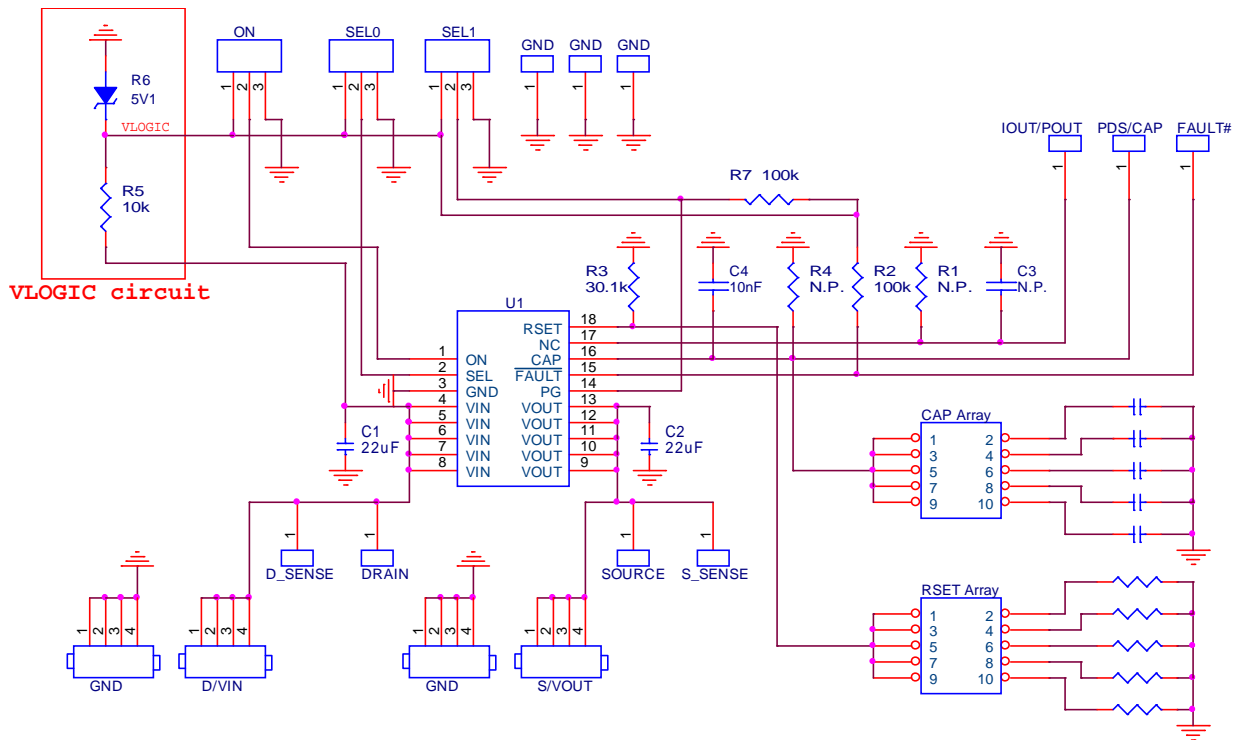 ON
SEL0
SEL1
GND
GND
GND
1
2
3
1
2
3
1
2
3
1
1
1
R6
5V1
VLOGIC
R5
10k
VLOGIC circuit
IOUT/POUT
PDS/CAP
FAULT#
1
1
1
R7 100k
R3
30.1k
C4
10nF
R4
N.P.
R2
100k
R1
N.P.
C3
N.P.
U1
1 ON
2 SEL
3 GND
4 VIN
5 VIN
6 VIN
7 VIN
8 VIN
RSET 18
NC 17
CAP 16
FAULT 15
PG 14
VOUT 13
VOUT 12
VOUT 11
VOUT 10
VOUT 9
C1
22uF
C2
22uF
CAP Array
1 2
3 4
5 6
7 8
9 10
1
D_SENSE
1
DRAIN
1
SOURCE
1
S_SENSE
1
2
3
4
GND
1
2
3
4
D/VIN
1
2
3
4
GND
1
2
3
4
S/VOUT
RSET Array
1 2
3 4
5 6
7 8
9 10